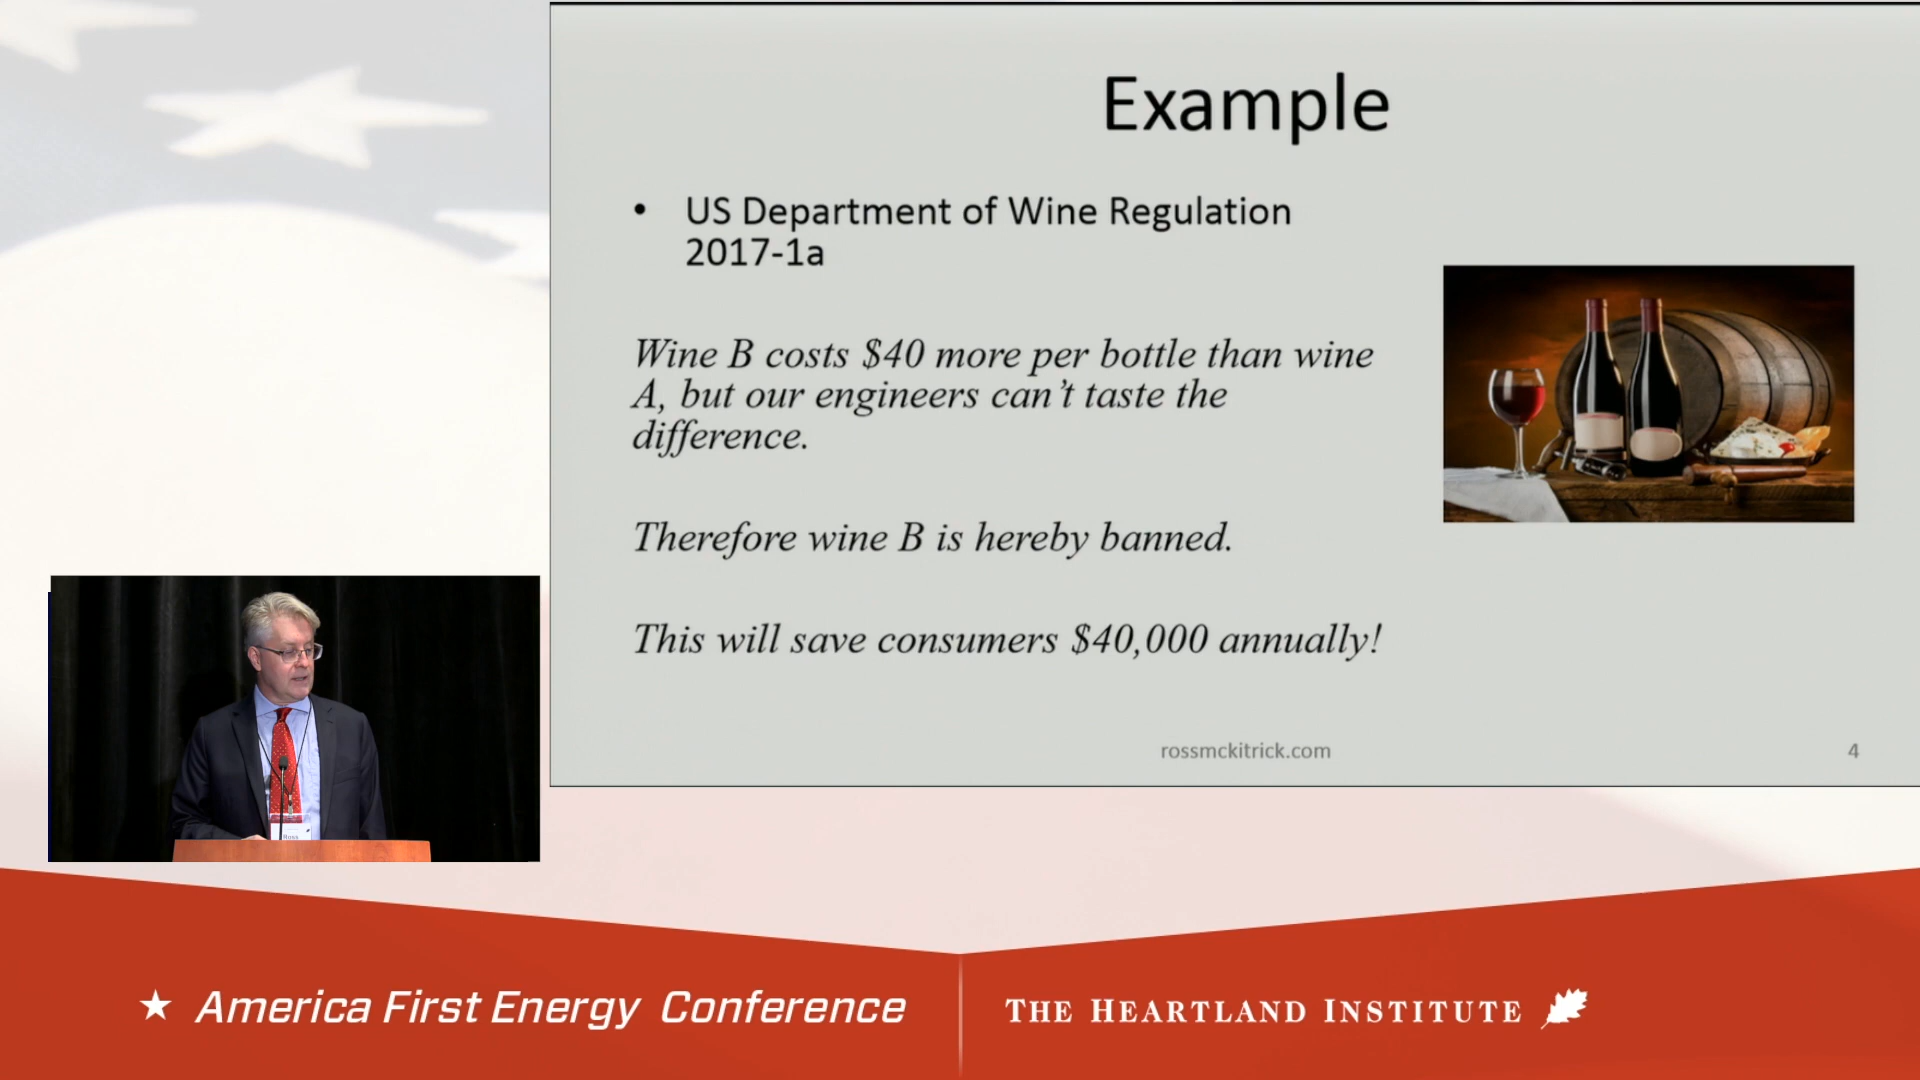 Example
• US Department of Wine Regulation
2017-1a
Wine B costs $40 more per bottle than wine
A, but our engineers can’t taste the
difference.
Therefore wine B is hereby banned.
This will save consumers $40,000 annually!
rossmckitrick.com
4
Ross
America First Energy Conference
THE HEARTLAND INSTITUTE